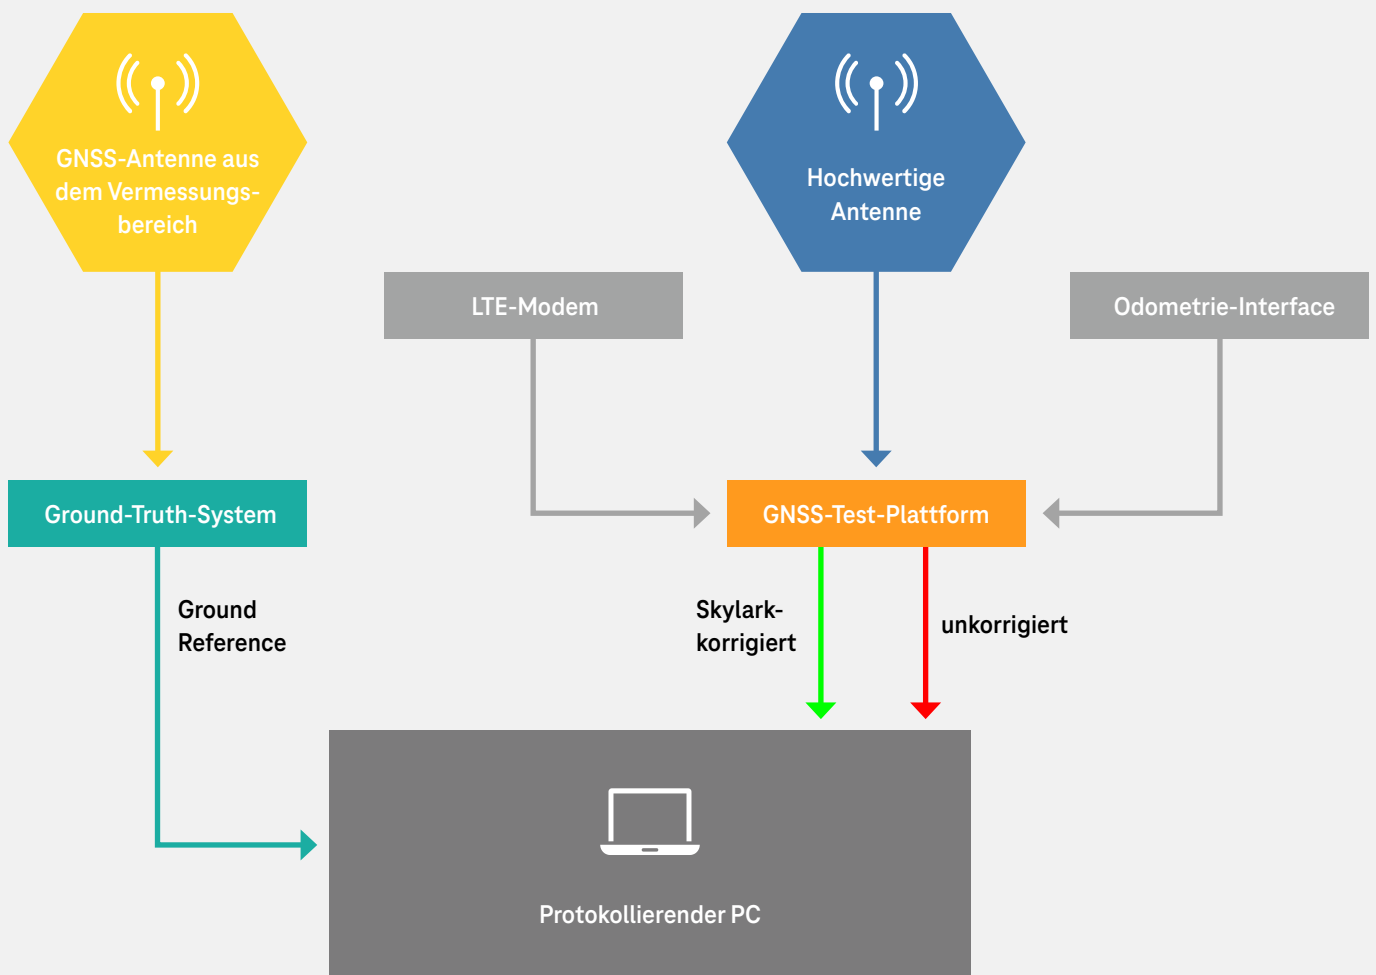 GNSS-Antenne aus
dem Vermessungs-
bereich
Hochwertige
Antenne
LTE-Modem
Odometrie-Interface
Ground-Truth-System
GNSS-Test-Plattform
Ground
Reference
Skylark-
korrigiert
unkorrigiert
Protokollierender PC